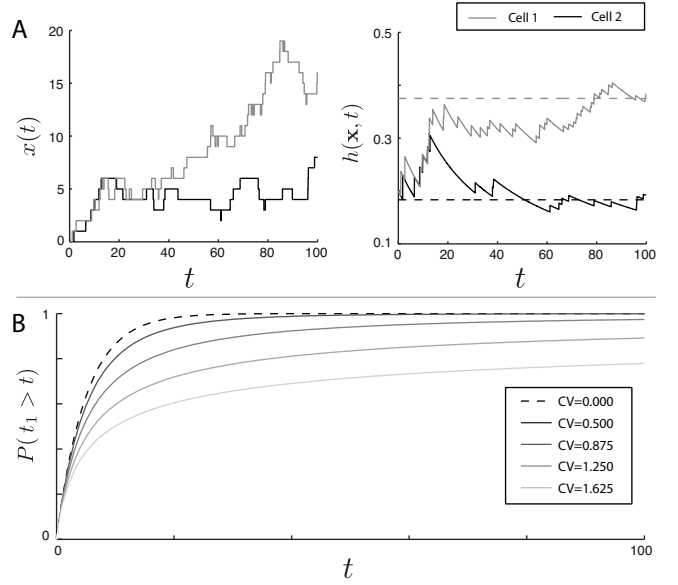 Cell 1 Cell 2
A
20
15
10
5
0
x(t)
0 20 40 60 80 100
t
0.5
0.3
0.1
h(𝐱, t)
0 20 40 60 80 100
t
B
1
0
P( t₁ > t)
CV=0.000
CV=0.500
CV=0.875
CV=1.250
CV=1.625
0 100
t